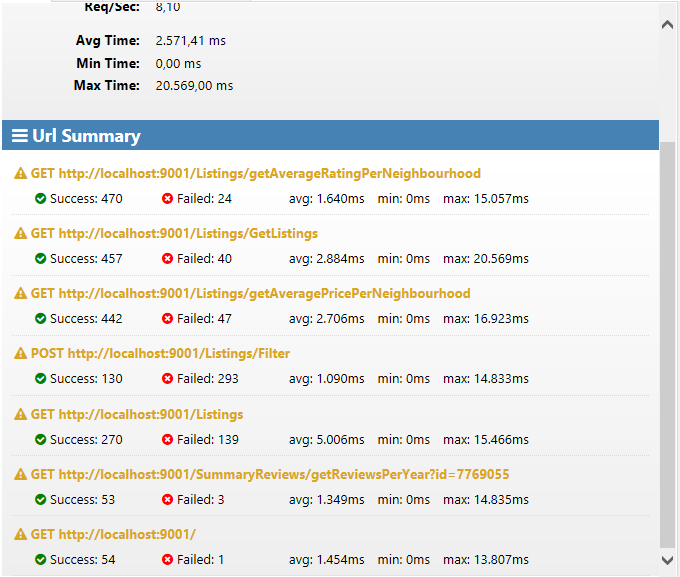 Req/Sec: 8,10
Avg Time: 2.571,41 ms
Min Time: 0,00 ms
Max Time: 20.569,00 ms
Url Summary
GET http://localhost:9001/Listings/getAverageRatingPerNeighbourhood
Success: 470 Failed: 24 avg: 1.640ms min: 0ms max: 15.057ms
GET http://localhost:9001/Listings/GetListings
Success: 457 Failed: 40 avg: 2.884ms min: 0ms max: 20.569ms
GET http://localhost:9001/Listings/getAveragePricePerNeighbourhood
Success: 442 Failed: 47 avg: 2.706ms min: 0ms max: 16.923ms
POST http://localhost:9001/Listings/Filter
Success: 130 Failed: 293 avg: 1.090ms min: 0ms max: 14.833ms
GET http://localhost:9001/Listings
Success: 270 Failed: 139 avg: 5.006ms min: 0ms max: 15.466ms
GET http://localhost:9001/SummaryReviews/getReviewsPerYear?id=7769055
Success: 53 Failed: 3 avg: 1.349ms min: 0ms max: 14.835ms
GET http://localhost:9001/
Success: 54 Failed: 1 avg: 1.454ms min: 0ms max: 13.807ms